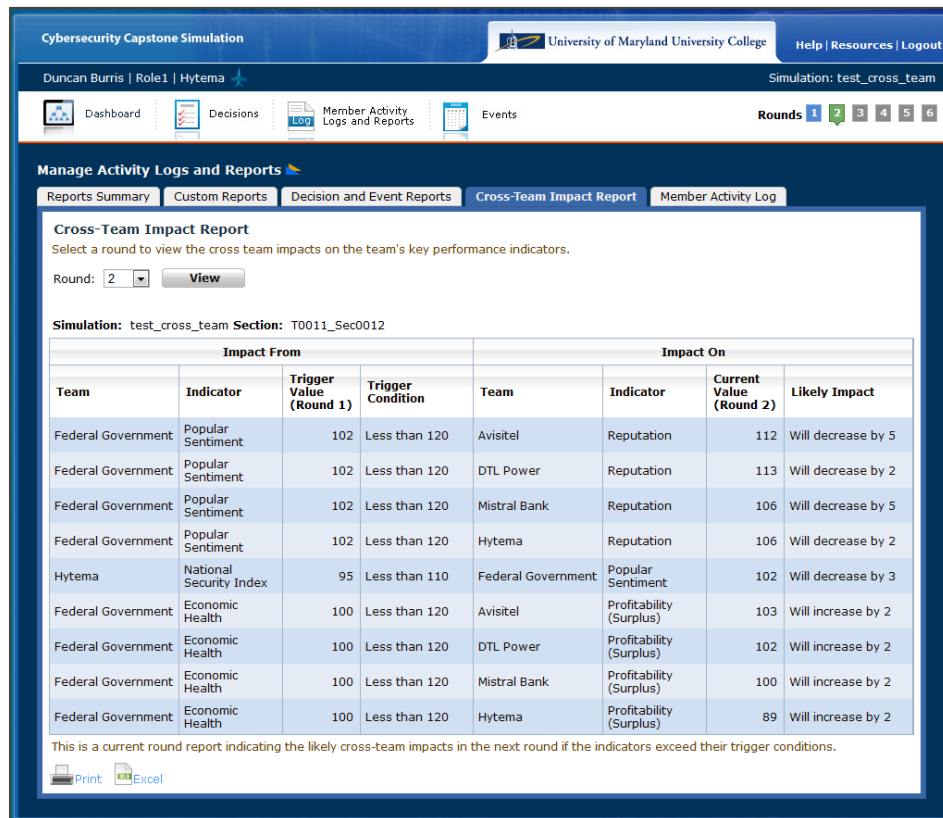 Cybersecurity Capstone Simulation
University of Maryland University College
Help | Resources | Logout
Duncan Burris | Role1 | Hytema
Simulation: test_cross_team
Dashboard
Decisions
Log
Member Activity
Logs and Reports
Events
Rounds 1 2 3 4 5 6
Manage Activity Logs and Reports
Reports Summary
Custom Reports
Decision and Event Reports
Cross-Team Impact Report
Member Activity Log
Cross-Team Impact Report
Select a round to view the cross team impacts on the team's key performance indicators.
Round: 2 View
Simulation: test_cross_team Section: T0011_Sec0012
Impact From Impact On
Team Indicator Trigger Value (Round 1) Trigger Condition Team Indicator Current Value (Round 2) Likely Impact
Federal Government Popular Sentiment 102 Less than 120 Avisitel Reputation 112 Will decrease by 5
Federal Government Popular Sentiment 102 Less than 120 DTL Power Reputation 113 Will decrease by 2
Federal Government Popular Sentiment 102 Less than 120 Mistral Bank Reputation 106 Will decrease by 5
Federal Government Popular Sentiment 102 Less than 120 Hytema Reputation 106 Will decrease by 2
Hytema National Security Index 95 Less than 110 Federal Government Popular Sentiment 102 Will decrease by 3
Federal Government Economic Health 100 Less than 120 Avisitel Profitability (Surplus) 103 Will increase by 2
Federal Government Economic Health 100 Less than 120 DTL Power Profitability (Surplus) 102 Will increase by 2
Federal Government Economic Health 100 Less than 120 Mistral Bank Profitability (Surplus) 100 Will increase by 2
Federal Government Economic Health 100 Less than 120 Hytema Profitability (Surplus) 89 Will increase by 2
This is a current round report indicating the likely cross-team impacts in the next round if the indicators exceed their trigger conditions.
Print Excel